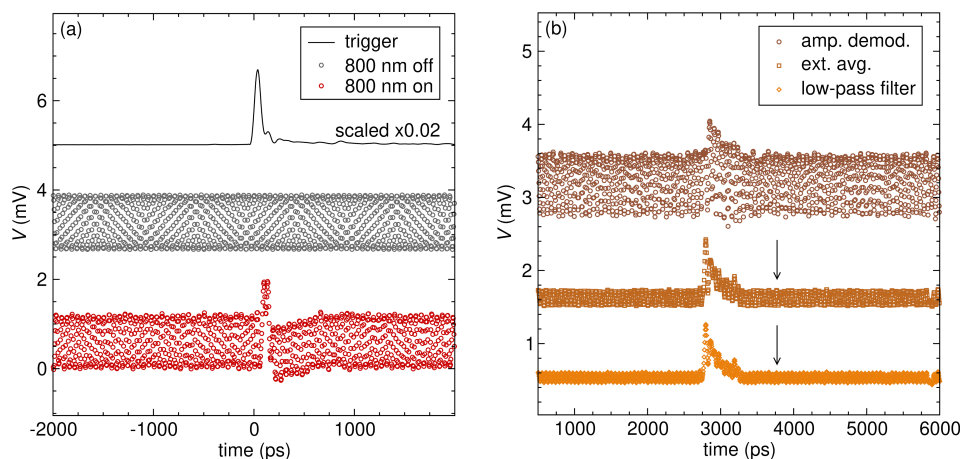 (a)
trigger
800 nm off
800 nm on
scaled x0.02
6
4
2
0
V (mV)
-2000
-1000
0
1000
time (ps)
(b)
amp. demod.
ext. avg.
low-pass filter
5
4
3
2
1
V (mV)
1000
2000
3000
4000
5000
6000
time (ps)